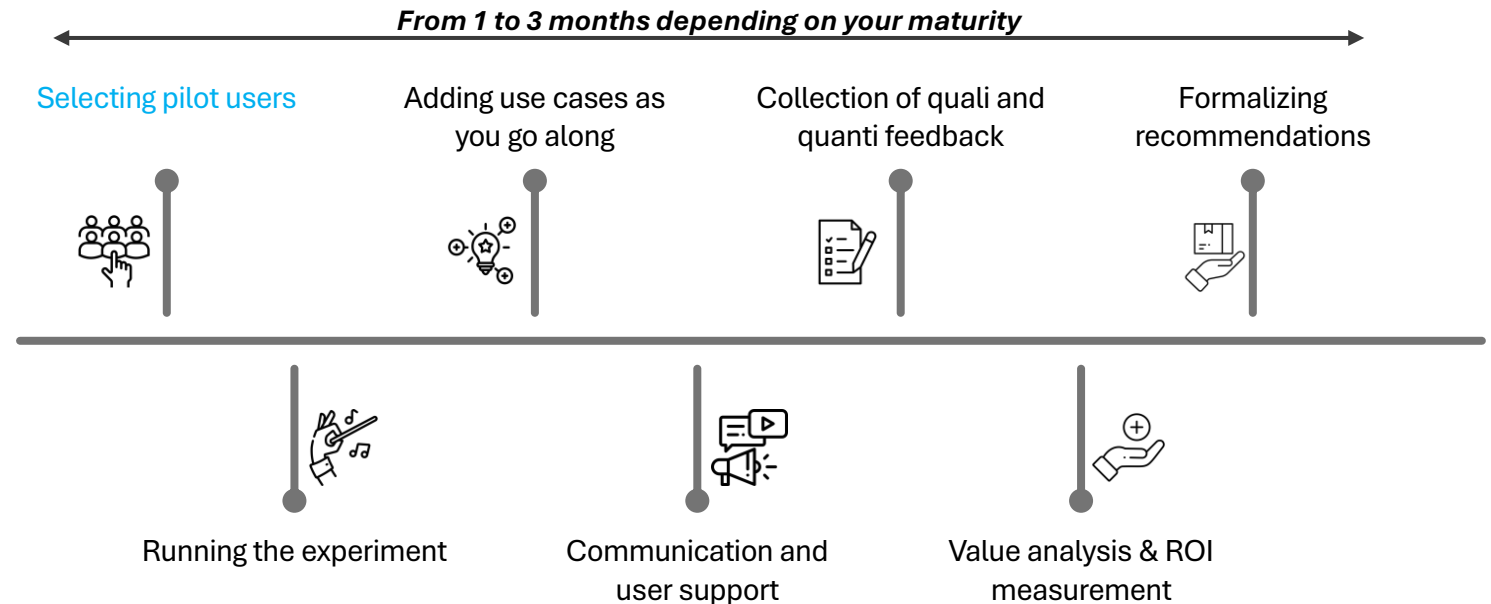 From 1 to 3 months depending on your maturity
Selecting pilot users
Adding use cases as
you go along
Collection of quali and
quanti feedback
Formalizing
recommendations
Running the experiment
Communication and
user support
Value analysis & ROI
measurement